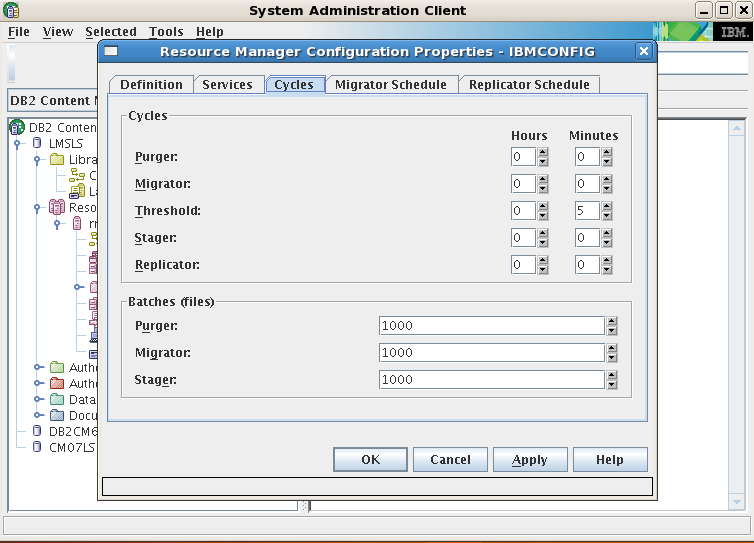 System Administration Client
File View Selected Tools Help
IBM.
Resource Manager Configuration Properties - IBMCONFIG
Definition Services Cycles Migrator Schedule Replicator Schedule
DB2 Content
DB2 Conten
LMSLS
Libra
Reso
Autho
Autho
Data
Docu
DB2CM6
CM07LS
Cycles
Hours Minutes
Purger: 0 0
Migrator: 0 0
Threshold: 0 5
Stager: 0 0
Replicator: 0 0
Batches (files)
Purger: 1000
Migrator: 1000
Stager: 1000
OK Cancel Apply Help